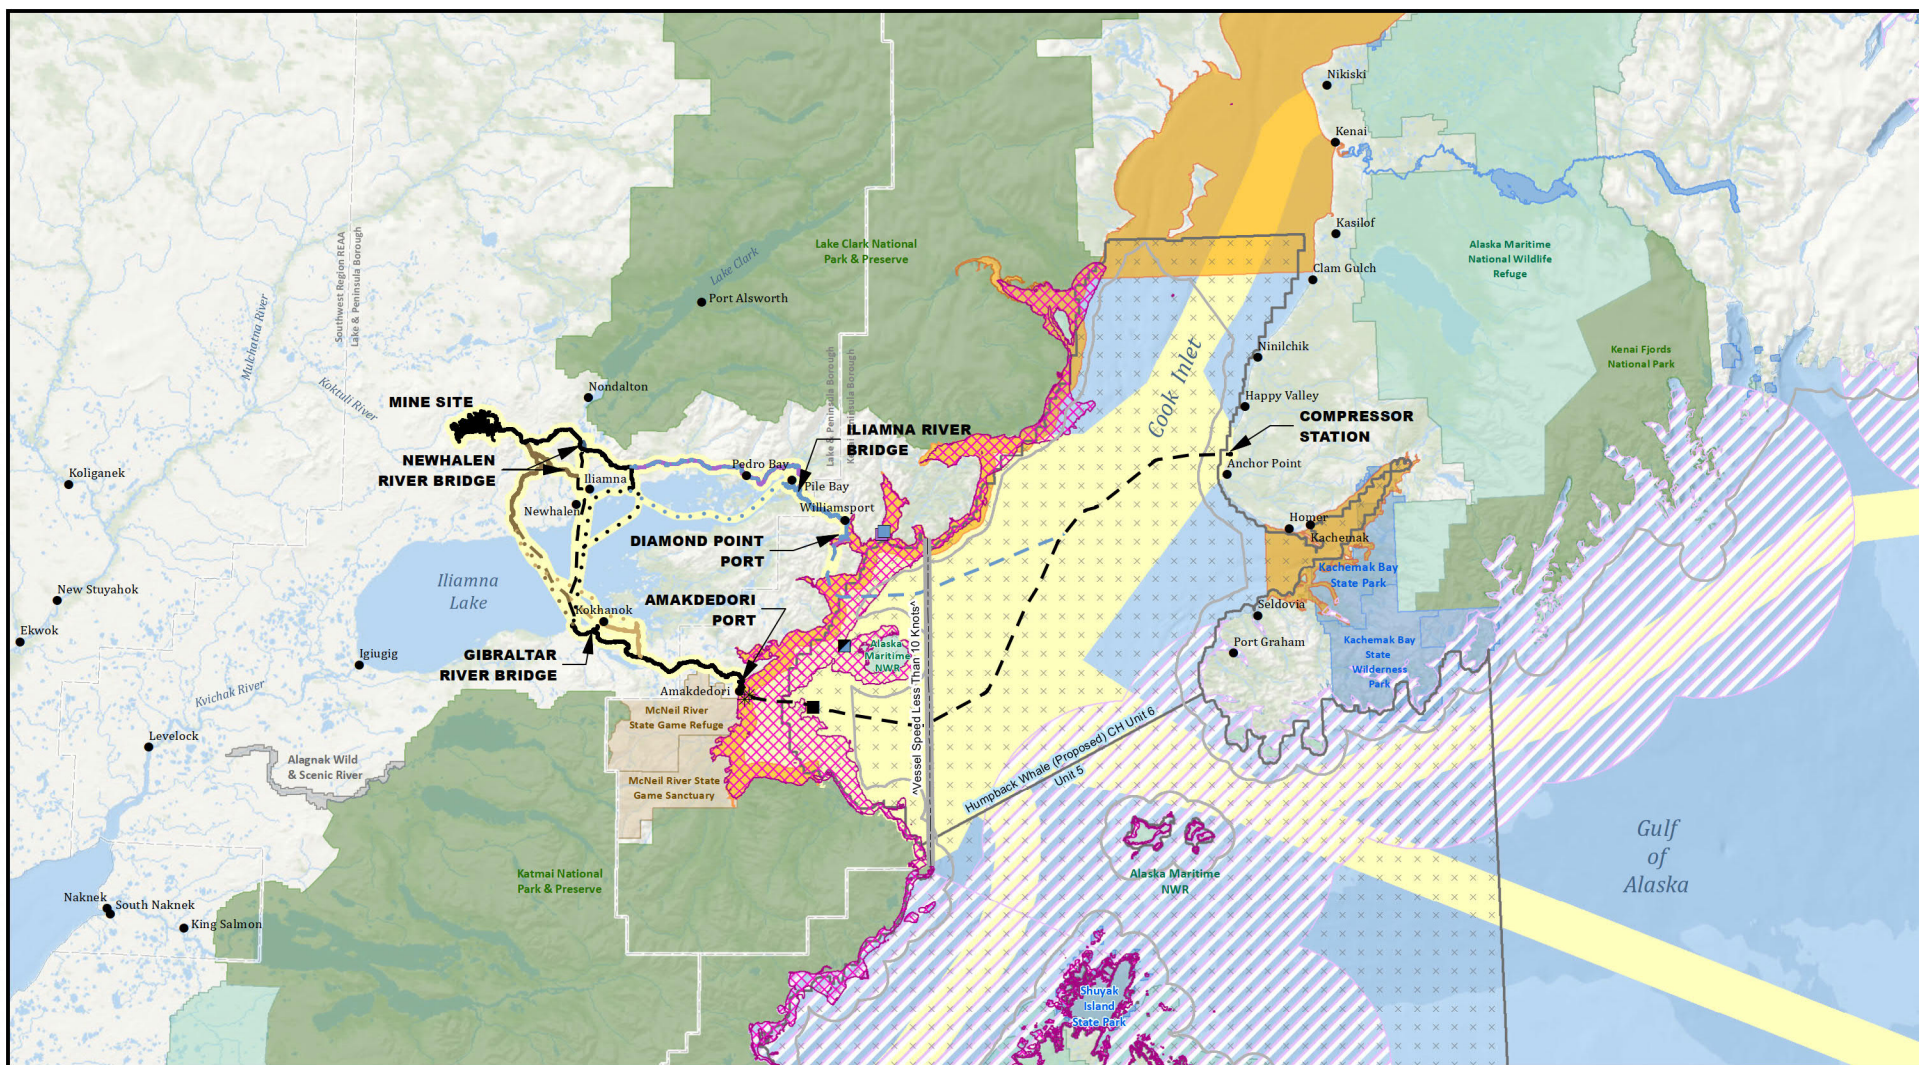 Nikiski
Kenai
Kasilof
Clam Gulch
Lake Clark National
Park & Preserve
Alaska Maritime
National Wildlife
Refuge
Lake Clark
Port Alsworth
Southwest Region REAA
Lake & Peninsula Borough
Mulchatna River
Koktuli River
Cook Inlet
Ninilchik
Kenai Fjords
National Park
Lake & Peninsula Borough
Kenai Peninsula Borough
Nondalton
MINE SITE
Happy Valley
COMPRESSOR
STATION
ILIAMNA RIVER
BRIDGE
NEWHALEN
RIVER BRIDGE
Koliganek
Pedro Bay
Pile Bay
Iliamna
Newhalen
Williamsport
Anchor Point
Homer
Kachemak
DIAMOND POINT
PORT
Kachemak Bay
State Park
Iliamna
Lake
New Stuyahok
Ekwok
Igiugig
Kokhanok
AMAKDEDORI
PORT
Seldovia
Port Graham
Kachemak Bay
State
Wilderness
Park
Alaska
Maritime
NWR
^Vessel Speed Less Than 10 Knots^
GIBRALTAR
RIVER BRIDGE
Kvichak River
Amakdedori
McNeil River
State Game Refuge
McNeil River State
Game Sanctuary
Levelock
Alagnak Wild
& Scenic River
Humpback Whale (Proposed) CH Unit 6
Unit 5
Gulf
of
Alaska
Katmai National
Park & Preserve
Alaska Maritime
NWR
Naknek
South Naknek
King Salmon
Shuyak
Island
State Park